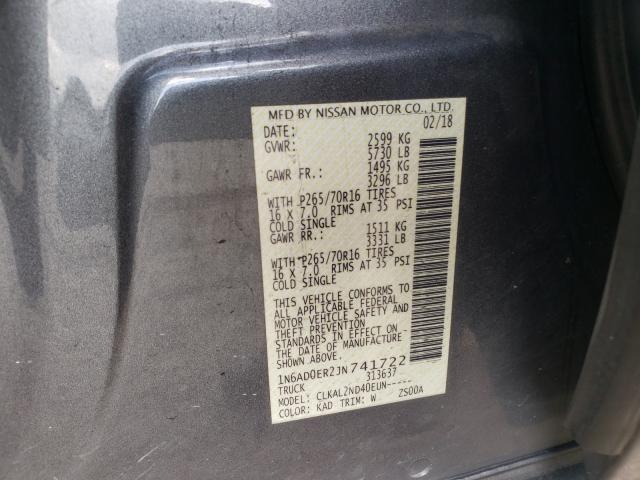 MFD BY NISSAN MOTOR CO., LTD.
DATE: 02/18
GVWR: 2599 KG
5730 LB
GAWR FR.: 1495 KG
3296 LB
WITH P265/70R16 TIRES
16 X 7.0 RIMS AT 35 PSI
COLD SINGLE
GAWR RR.: 1511 KG
3331 LB
WITH P265/70R16 TIRES
16 X 7.0 RIMS AT 35 PSI
COLD SINGLE
THIS VEHICLE CONFORMS TO
ALL APPLICABLE FEDERAL
MOTOR VEHICLE SAFETY AND
THEFT PREVENTION
STANDARDS IN EFFECT ON
THE DATE OF MANUFACTURE
SHOWN ABOVE.
1N6AD0ER2JN741722
TRUCK 313637
MODEL: CLKAL2ND40EUN-----
COLOR: KAD TRIM: W ZS00A